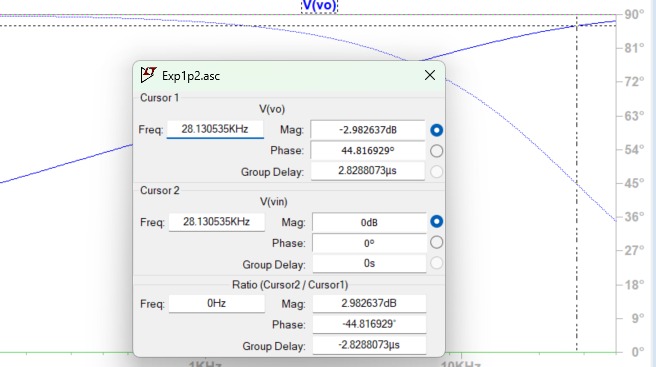 V(vo)
90°
81°
72°
63°
54°
45°
36°
27°
18°
9°
0°
Exp1p2.asc
Cursor 1
V(vo)
Freq: 28.130535KHz Mag: -2.982637dB
Phase: 44.816929°
Group Delay: 2.8288073µs
Cursor 2
V(vin)
Freq: 28.130535KHz Mag: 0dB
Phase: 0°
Group Delay: 0s
Ratio (Cursor2 / Cursor1)
Freq: 0Hz Mag: 2.982637dB
Phase: -44.816929°
Group Delay: -2.8288073µs
1KHz 10KHz